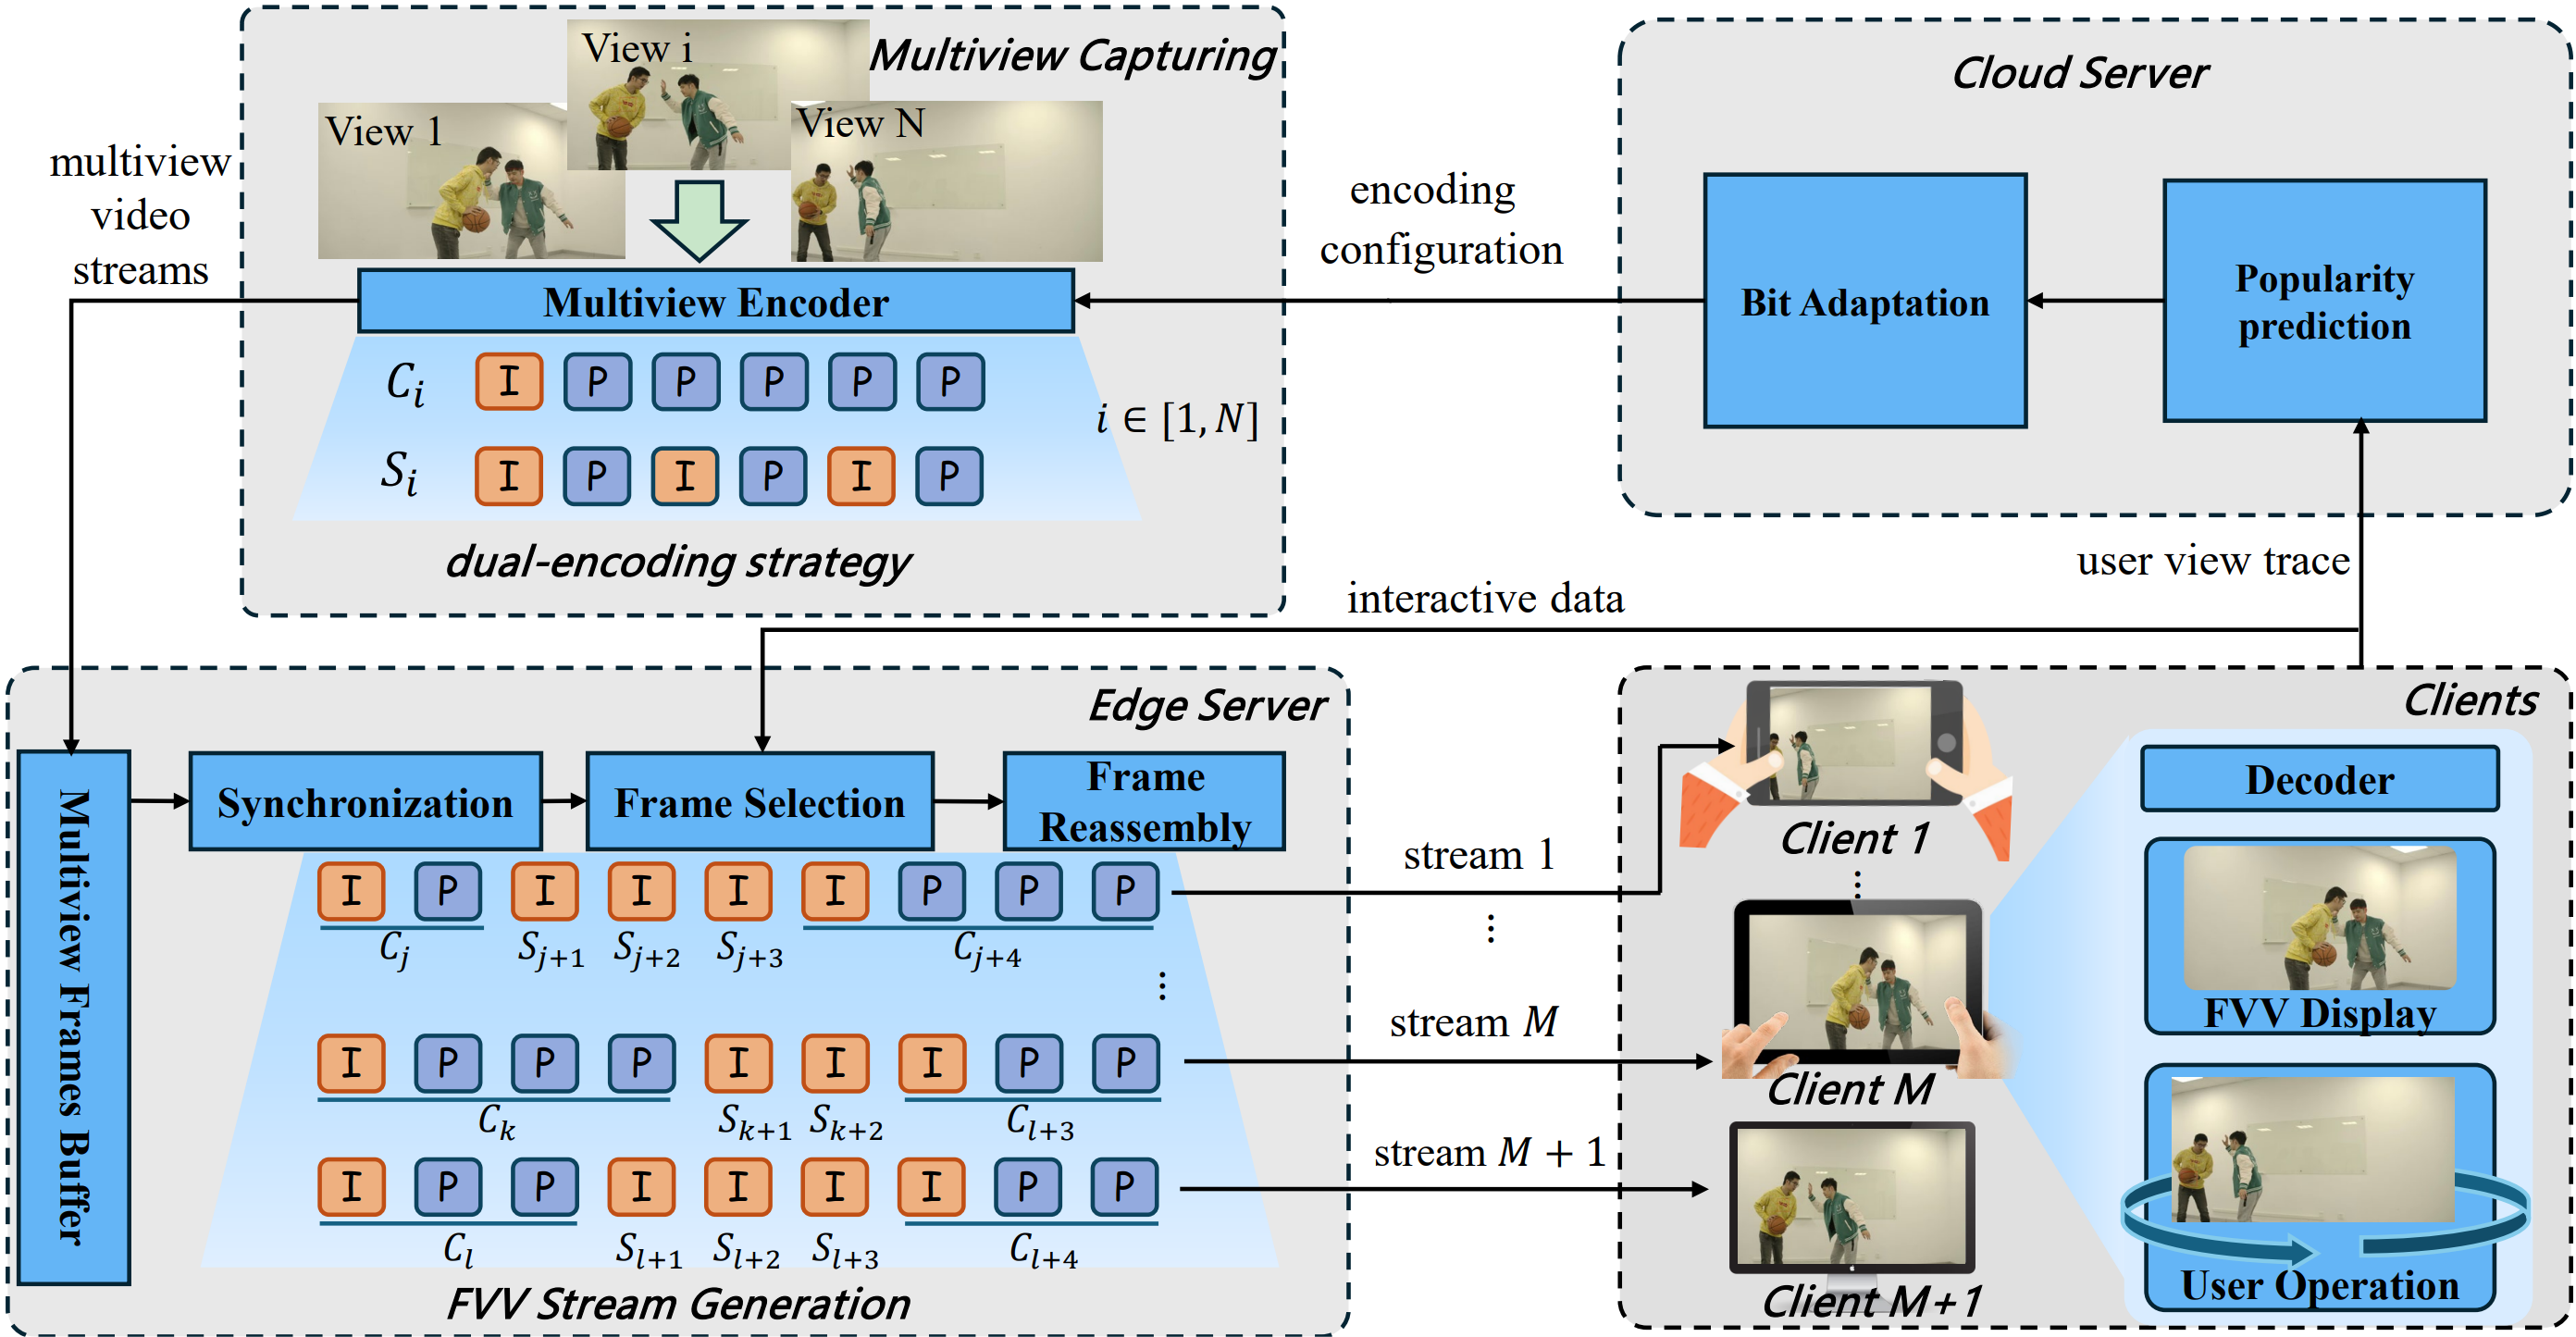 Multiview Capturing
View 1
View i
View N
multiview
video
streams
Multiview Encoder
C_i I P P P P P
S_i I P I P I P
i ∈ [1, N]
dual-encoding strategy
encoding
configuration
Cloud Server
Bit Adaptation
Popularity
prediction
user view trace
interactive data
Edge Server
Multiview Frames Buffer
Synchronization
Frame Selection
Frame
Reassembly
I P I I I I P P P
C_j S_{j+1} S_{j+2} S_{j+3} C_{j+4}
⋮
I P P P I I I P P
C_k S_{k+1} S_{k+2} C_{l+3}
I P P I I I I P P
C_l S_{l+1} S_{l+2} S_{l+3} C_{l+4}
FVV Stream Generation
stream 1
⋮
stream M
stream M + 1
Clients
Client 1
⋮
Client M
Client M+1
Decoder
FVV Display
User Operation